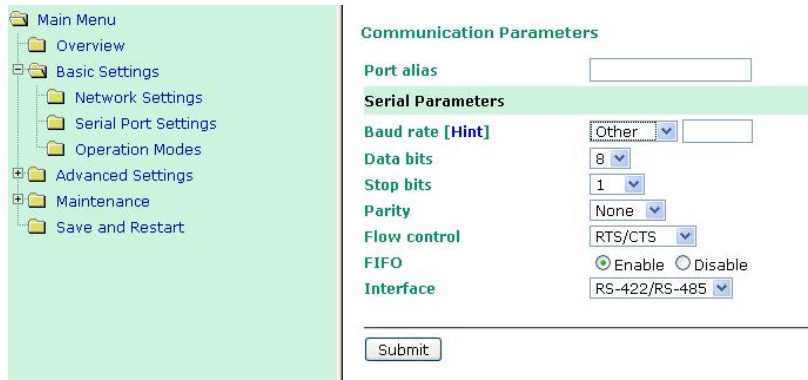 Main Menu
Overview
Basic Settings
Network Settings
Serial Port Settings
Operation Modes
Advanced Settings
Maintenance
Save and Restart
Communication Parameters
Port alias
Serial Parameters
Baud rate [Hint] Other
Data bits 8
Stop bits 1
Parity None
Flow control RTS/CTS
FIFO Enable Disable
Interface RS-422/RS-485
Submit